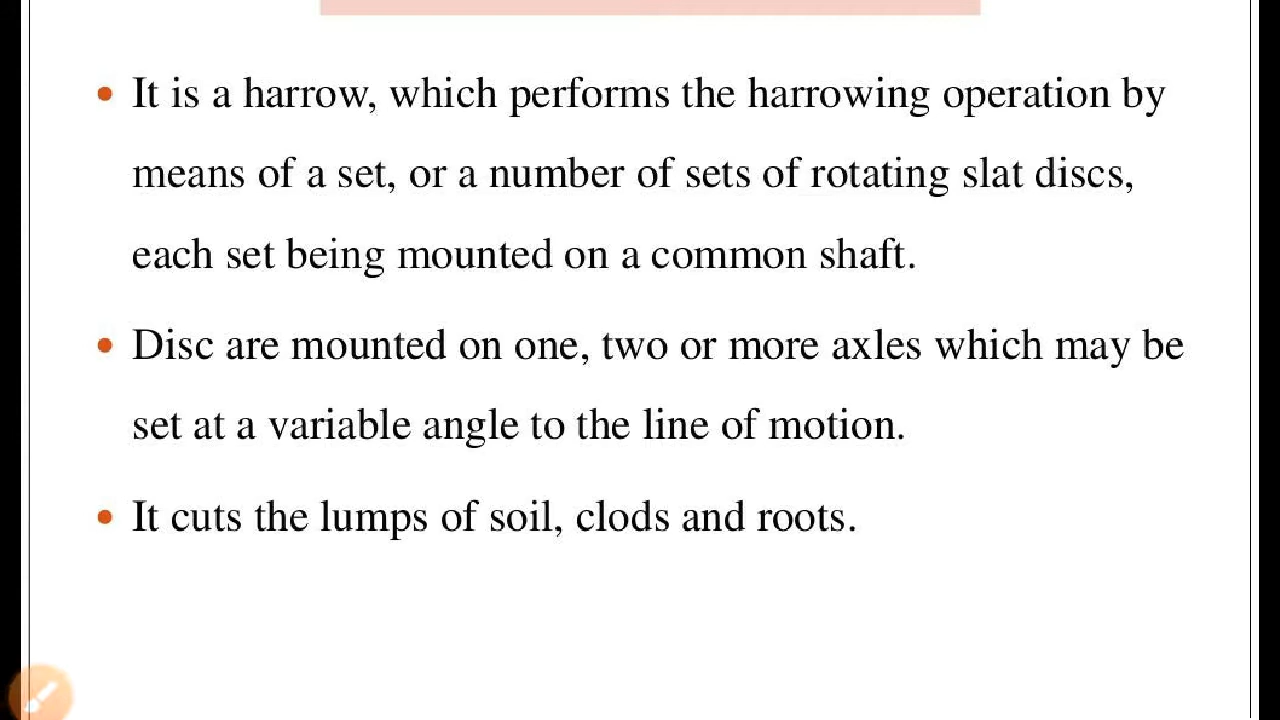 • It is a harrow, which performs the harrowing operation by
means of a set, or a number of sets of rotating slat discs,
each set being mounted on a common shaft.
• Disc are mounted on one, two or more axles which may be
set at a variable angle to the line of motion.
• It cuts the lumps of soil, clods and roots.